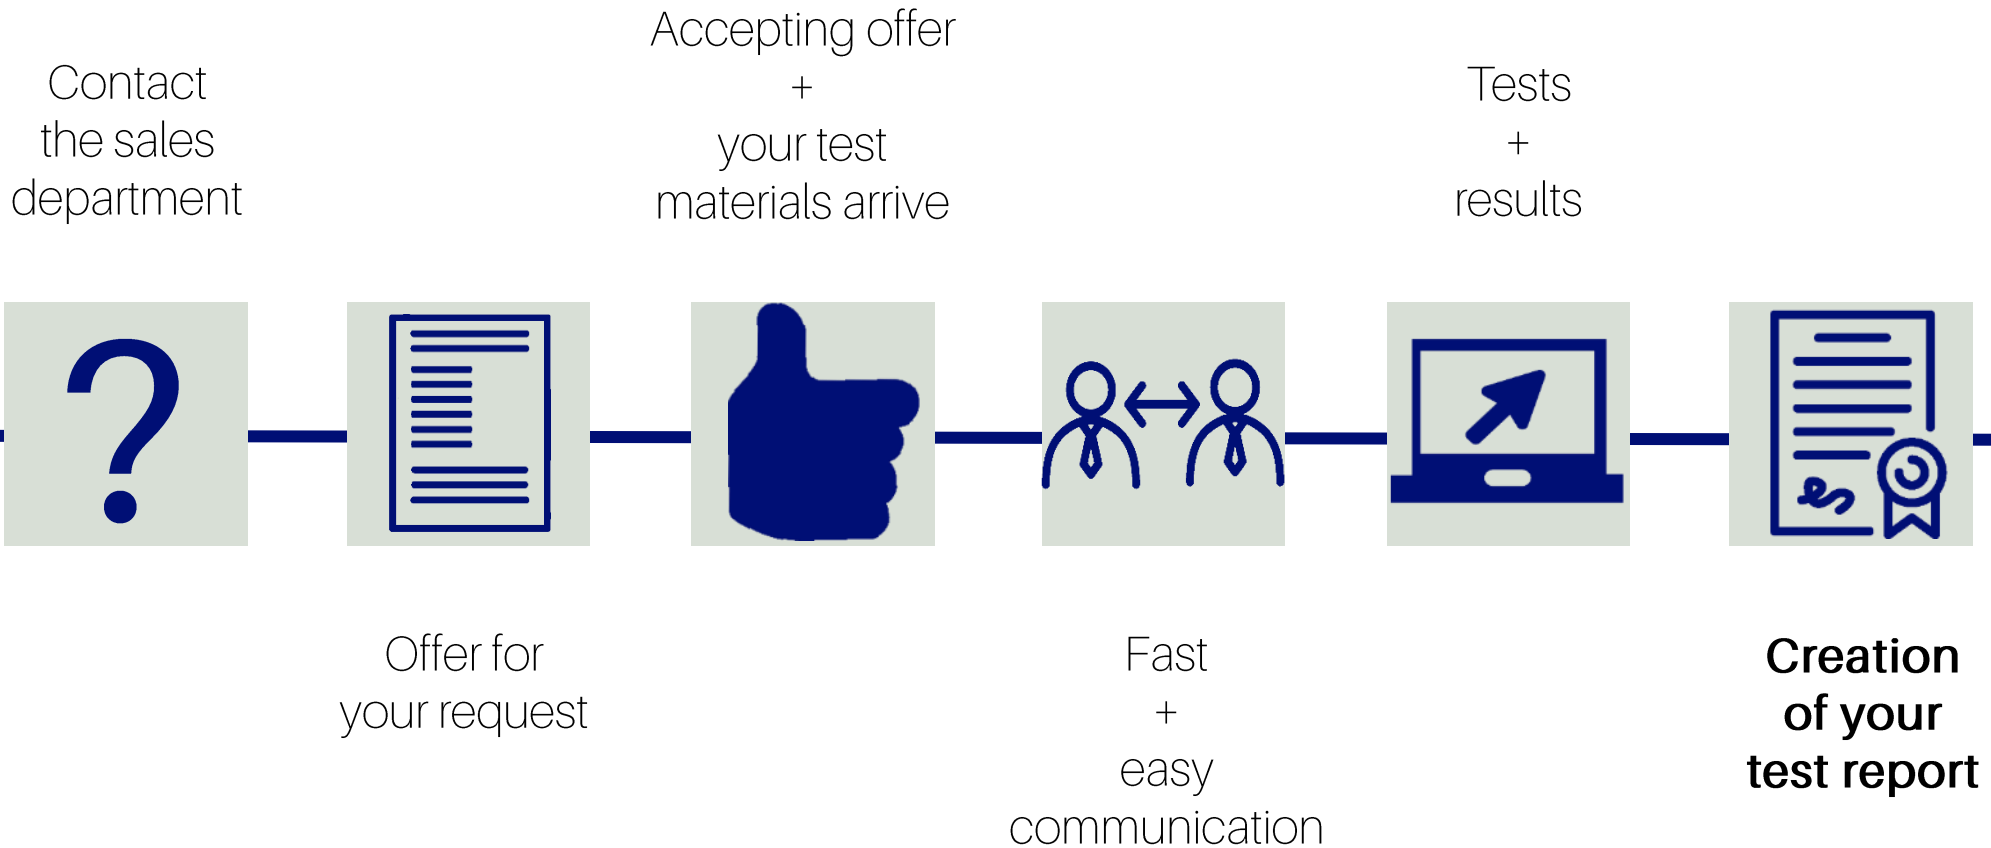 Contact
the sales
department
Offer for
your request
Accepting offer
+
your test
materials arrive
Fast
+
easy
communication
Tests
+
results
Creation
of your
test report